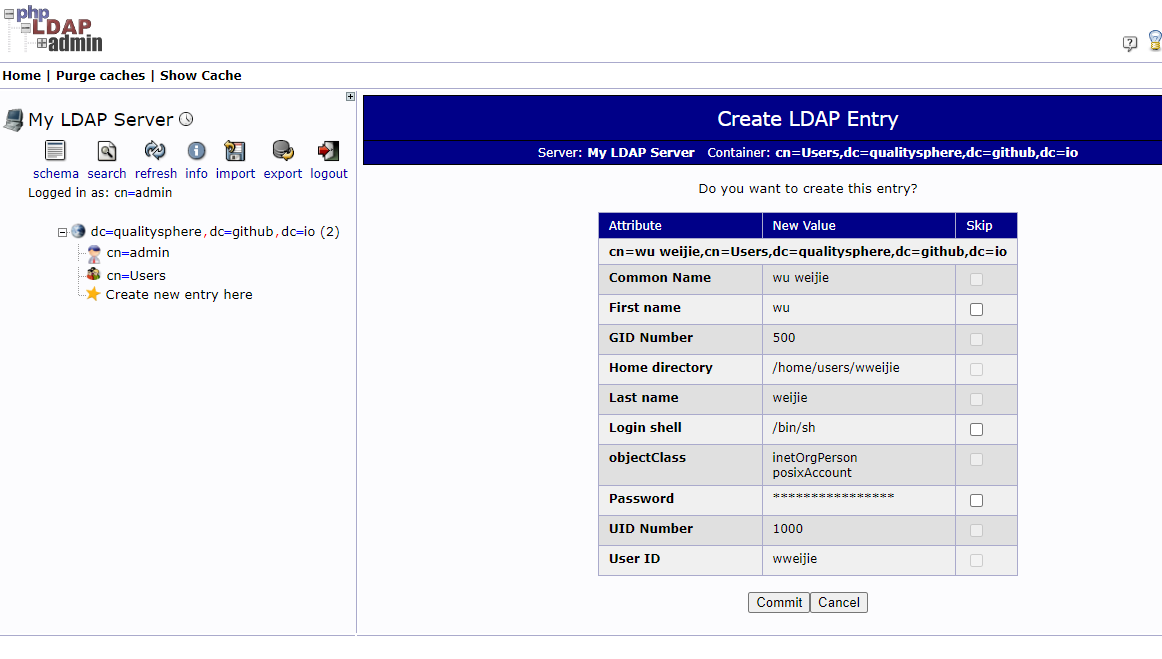 php
LDAP
admin
Home | Purge caches | Show Cache
My LDAP Server
schema search refresh info import export logout
Logged in as: cn=admin
dc=qualitysphere,dc=github,dc=io (2)
cn=admin
cn=Users
Create new entry here
Create LDAP Entry
Server: My LDAP Server Container: cn=Users,dc=qualitysphere,dc=github,dc=io
Do you want to create this entry?
Attribute New Value Skip
cn=wu weijie,cn=Users,dc=qualitysphere,dc=github,dc=io
Common Name wu weijie
First name wu
GID Number 500
Home directory /home/users/wweijie
Last name weijie
Login shell /bin/sh
objectClass inetOrgPerson
posixAccount
Password ****************
UID Number 1000
User ID wweijie
Commit Cancel